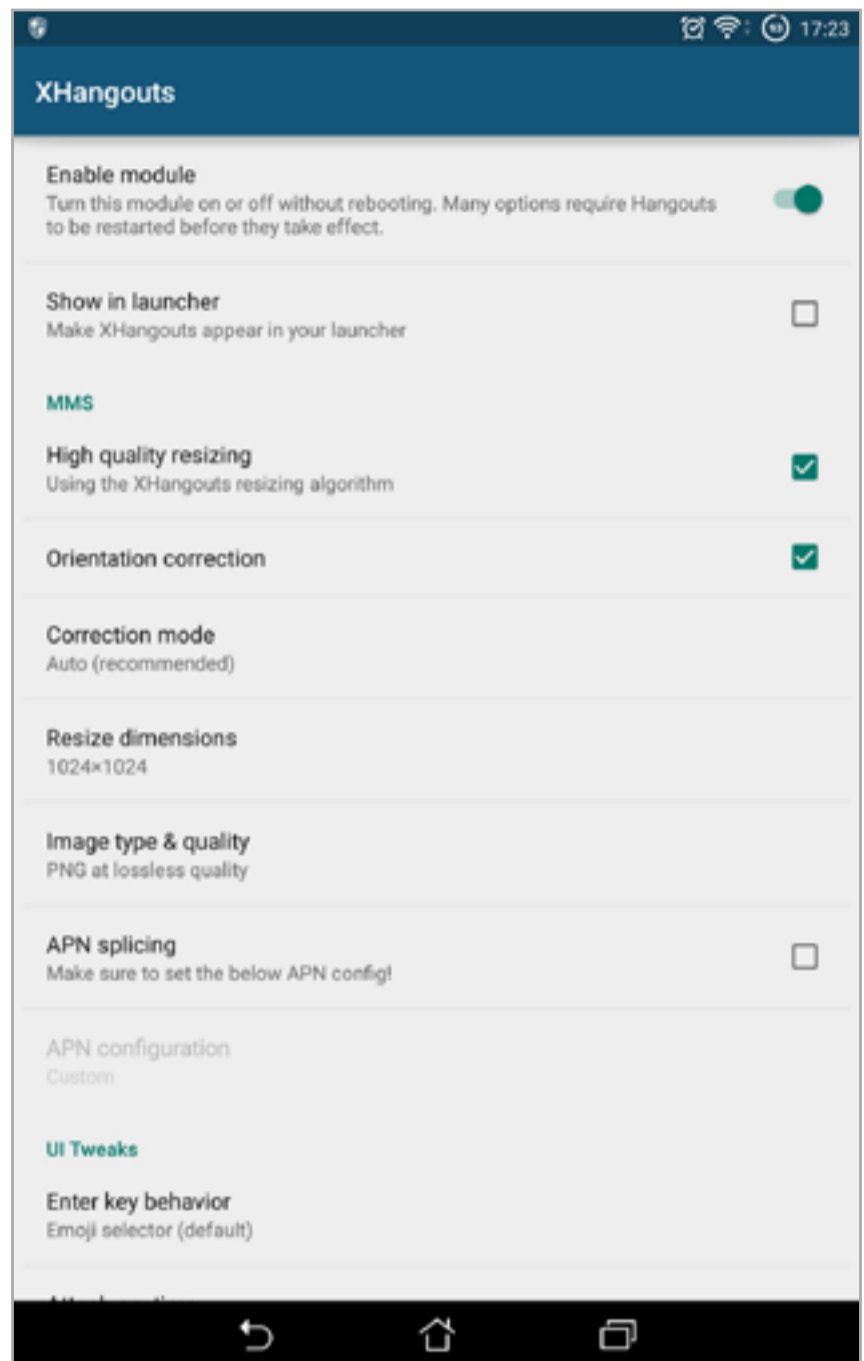 17:23
XHangouts
Enable module
Turn this module on or off without rebooting. Many options require Hangouts
to be restarted before they take effect.
Show in launcher
Make XHangouts appear in your launcher
MMS
High quality resizing
Using the XHangouts resizing algorithm
Orientation correction
Correction mode
Auto (recommended)
Resize dimensions
1024×1024
Image type & quality
PNG at lossless quality
APN splicing
Make sure to set the below APN config!
APN configuration
Custom
UI Tweaks
Enter key behavior
Emoji selector (default)